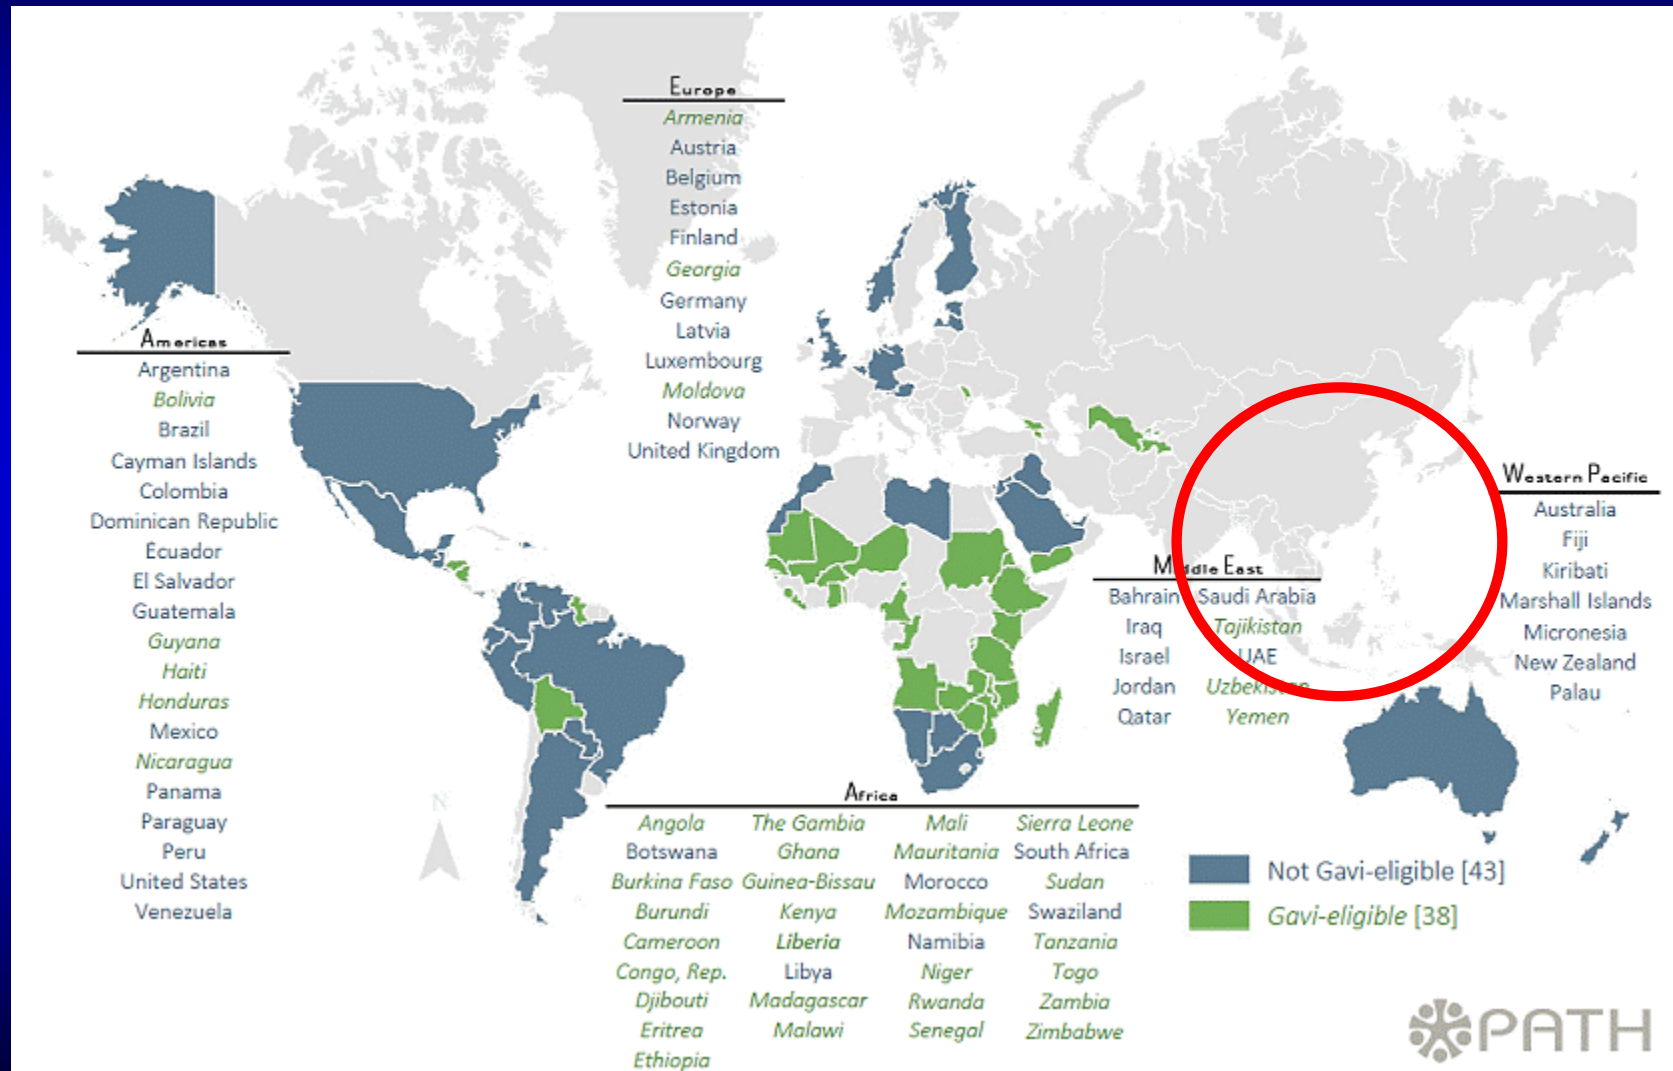 Europe
Armenia
Austria
Belgium
Estonia
Finland
Georgia
Germany
Latvia
Luxembourg
Moldova
Norway
United Kingdom
Americas
Argentina
Bolivia
Brazil
Cayman Islands
Colombia
Dominican Republic
Ecuador
El Salvador
Guatemala
Guyana
Haiti
Honduras
Mexico
Nicaragua
Panama
Paraguay
Peru
United States
Venezuela
N
Western Pacific
Australia
Fiji
Kiribati
Marshall Islands
Micronesia
New Zealand
Palau
Middle East
Bahrain Saudi Arabia
Iraq Tajikistan
Israel UAE
Jordan Uzbekistan
Qatar Yemen
Africa
Angola The Gambia Mali Sierra Leone
Botswana Ghana Mauritania South Africa
Burkina Faso Guinea-Bissau Morocco Sudan
Burundi Kenya Mozambique Swaziland
Cameroon Liberia Namibia Tanzania
Congo, Rep. Libya Niger Togo
Djibouti Madagascar Rwanda Zambia
Eritrea Malawi Senegal Zimbabwe
Ethiopia
Not Gavi-eligible [43]
Gavi-eligible [38]
PATH